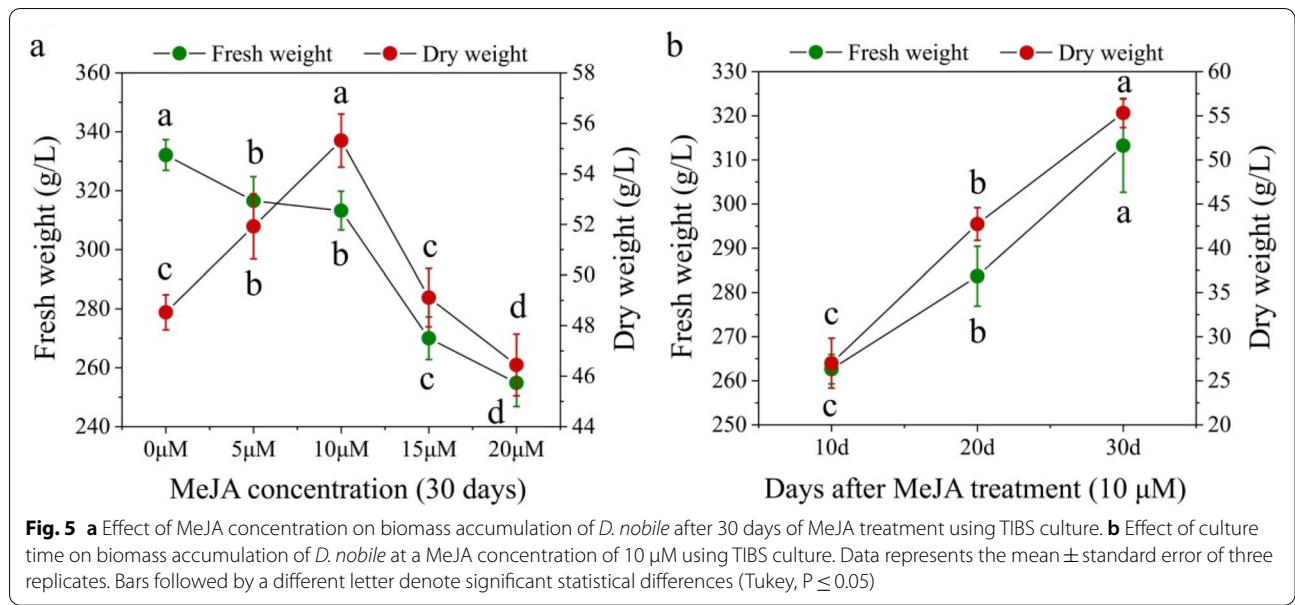 a
Fresh weight
Dry weight
360
340
320
300
280
260
240
Fresh weight (g/L)
58
56
54
52
50
48
46
44
Dry weight (g/L)
a
b
b
c
d
c
b
a
c
d
0μM
5μM
10μM
15μM
20μM
MeJA concentration (30 days)
b
Fresh weight
Dry weight
330
320
310
300
290
280
270
260
250
Fresh weight (g/L)
60
55
50
45
40
35
30
25
20
Dry weight (g/L)
c
b
a
c
b
a
10d
20d
30d
Days after MeJA treatment (10 μM)
Fig. 5 a Effect of MeJA concentration on biomass accumulation of D. nobile after 30 days of MeJA treatment using TIBS culture. b Effect of culture
time on biomass accumulation of D. nobile at a MeJA concentration of 10 μM using TIBS culture. Data represents the mean ± standard error of three
replicates. Bars followed by a different letter denote significant statistical differences (Tukey, P ≤ 0.05)